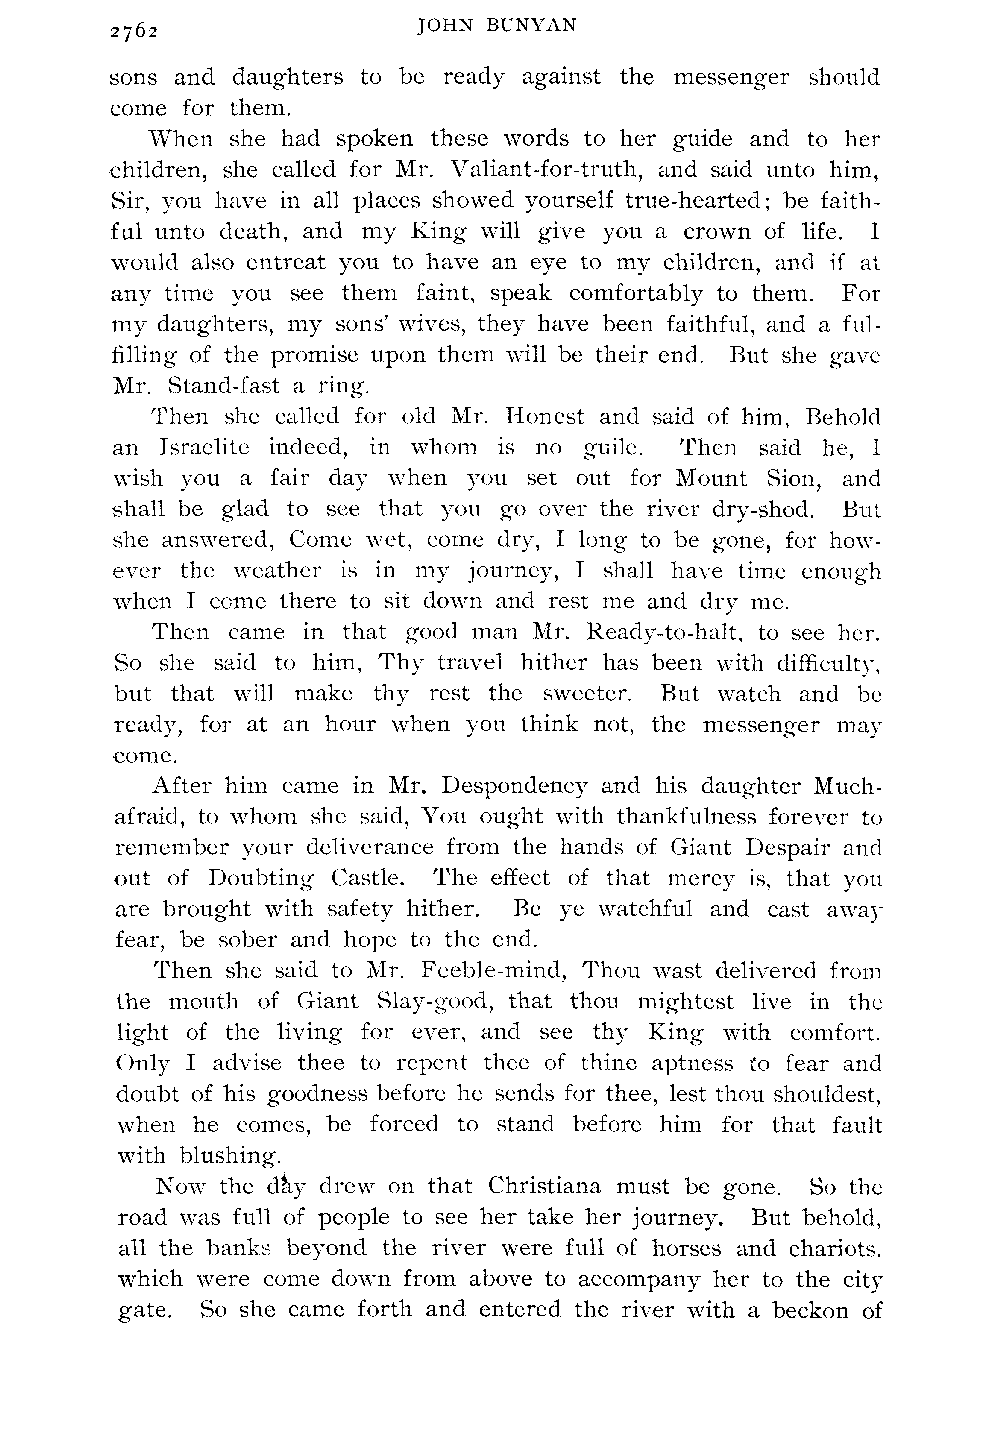 2762 JOHN BUNYAN
sons and daughters to be ready against the messenger should
come for them.
When she had spoken these words to her guide and to her
children, she called for Mr. Valiant-for-truth, and said unto him,
Sir, you have in all places showed yourself true-hearted; be faith-
ful unto death, and my King will give you a crown of life. I
would also entreat you to have an eye to my children, and if at
any time you see them faint, speak comfortably to them. For
my daughters, my sons' wives, they have been faithful, and a ful-
filling of the promise upon them will be their end. But she gave
Mr. Stand-fast a ring.
Then she called for old Mr. Honest and said of him, Behold
an Israelite indeed, in whom is no guile. Then said he, I
wish you a fair day when you set out for Mount Sion, and
shall be glad to see that you go over the river dry-shod. But
she answered, Come wet, come dry, I long to be gone, for how-
ever the weather is in my journey, I shall have time enough
when I come there to sit down and rest me and dry me.
Then came in that good man Mr. Ready-to-halt, to see her.
So she said to him, Thy travel hither has been with difficulty,
but that will make thy rest the sweeter. But watch and be
ready, for at an hour when you think not, the messenger may
come.
After him came in Mr. Despondency and his daughter Much-
afraid, to whom she said, You ought with thankfulness forever to
remember your deliverance from the hands of Giant Despair and
out of Doubting Castle. The effect of that mercy is, that you
are brought with safety hither. Be ye watchful and cast away
fear, be sober and hope to the end.
Then she said to Mr. Feeble-mind, Thou wast delivered from
the mouth of Giant Slay-good, that thou mightest live in the
light of the living for ever, and see thy King with comfort.
Only I advise thee to repent thee of thine aptness to fear and
doubt of his goodness before he sends for thee, lest thou shouldest,
when he comes, be forced to stand before him for that fault
with blushing.
Now the day drew on that Christiana must be gone. So the
road was full of people to see her take her journey. But behold,
all the banks beyond the river were full of horses and chariots,
which were come down from above to accompany her to the city
gate. So she came forth and entered the river with a beckon of